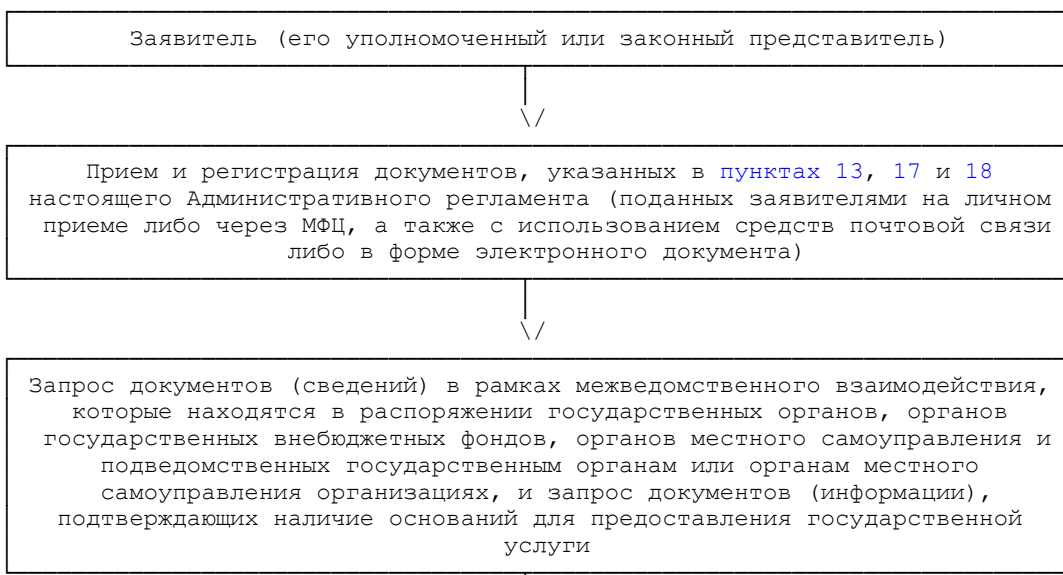 Заявитель (его уполномоченный или законный представитель)
\/
Прием и регистрация документов, указанных в пунктах 13, 17 и 18
настоящего Административного регламента (поданных заявителями на личном
приеме либо через МФЦ, а также с использованием средств почтовой связи
либо в форме электронного документа)
\/
Запрос документов (сведений) в рамках межведомственного взаимодействия,
которые находятся в распоряжении государственных органов, органов
государственных внебюджетных фондов, органов местного самоуправления и
подведомственных государственным органам или органам местного
самоуправления организациях, и запрос документов (информации),
подтверждающих наличие оснований для предоставления государственной
услуги